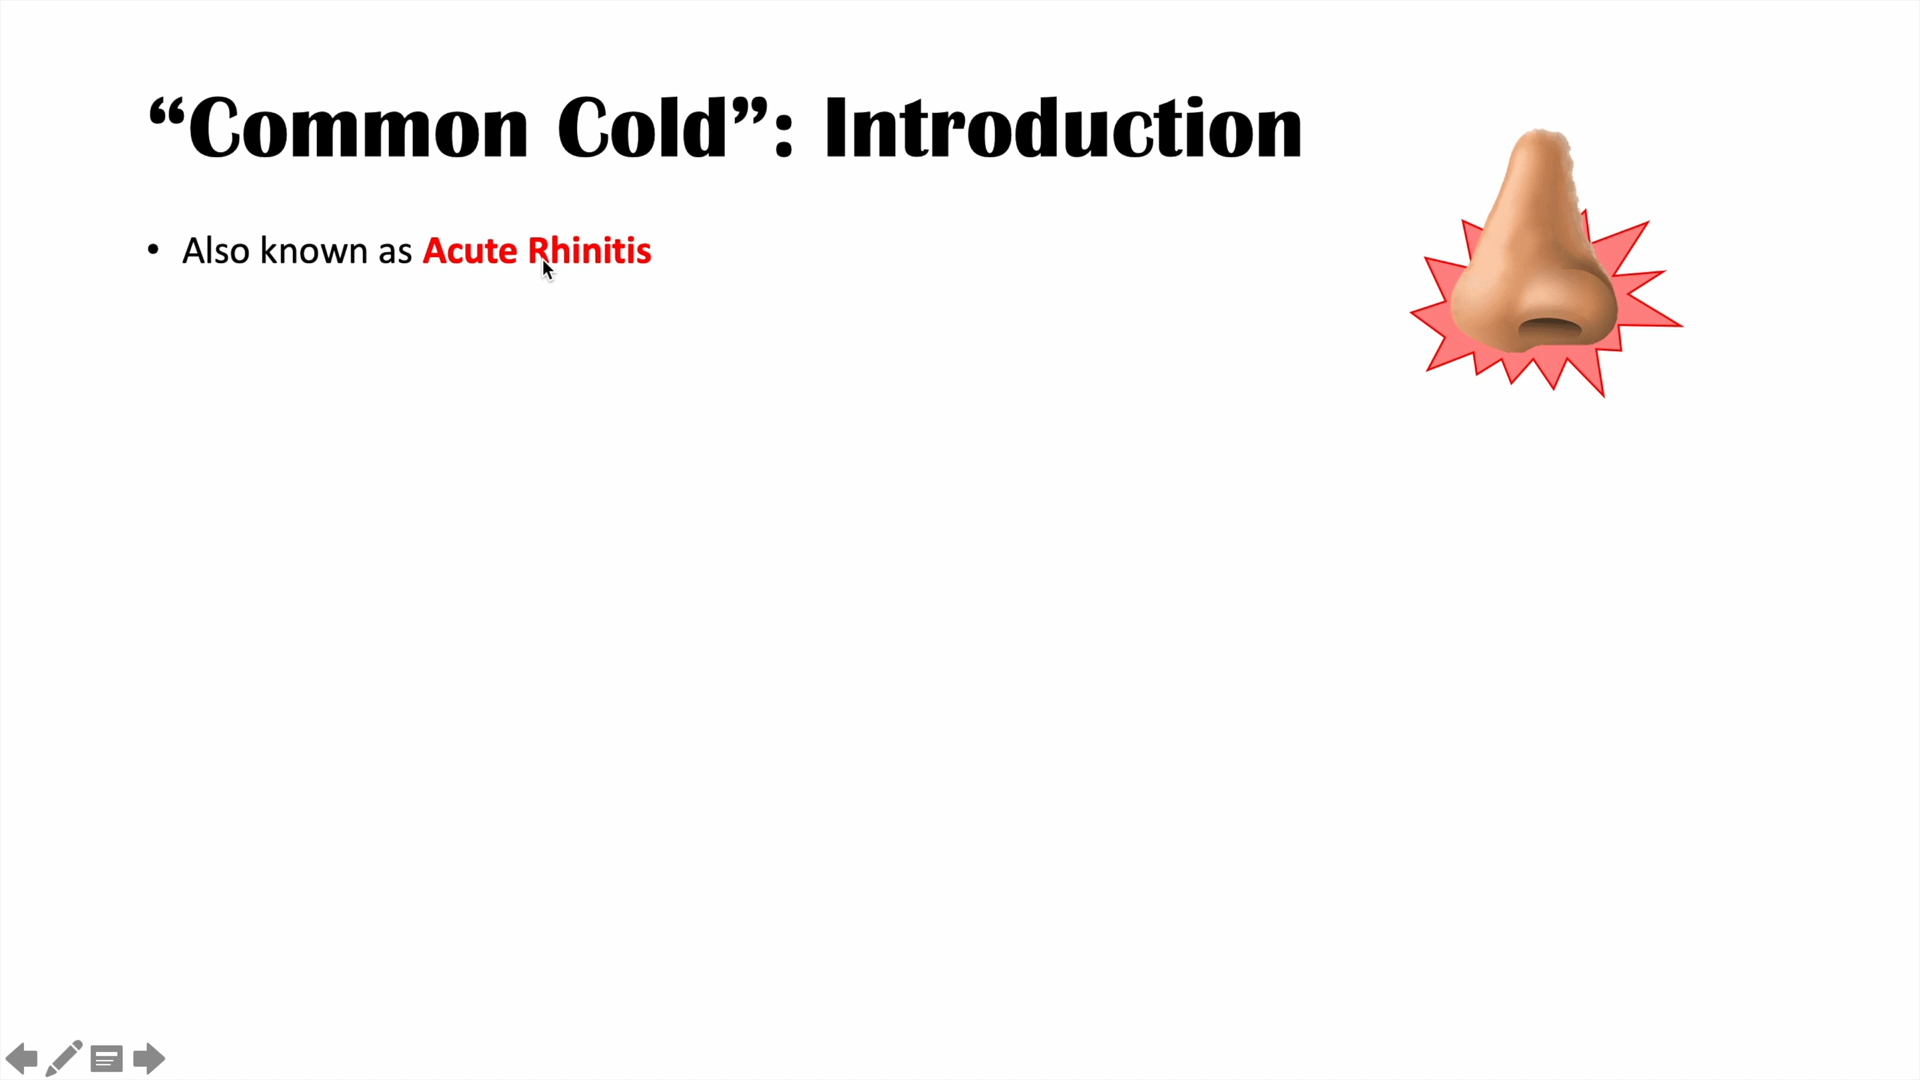 “Common Cold”: Introduction
• Also known as Acute Rhinitis